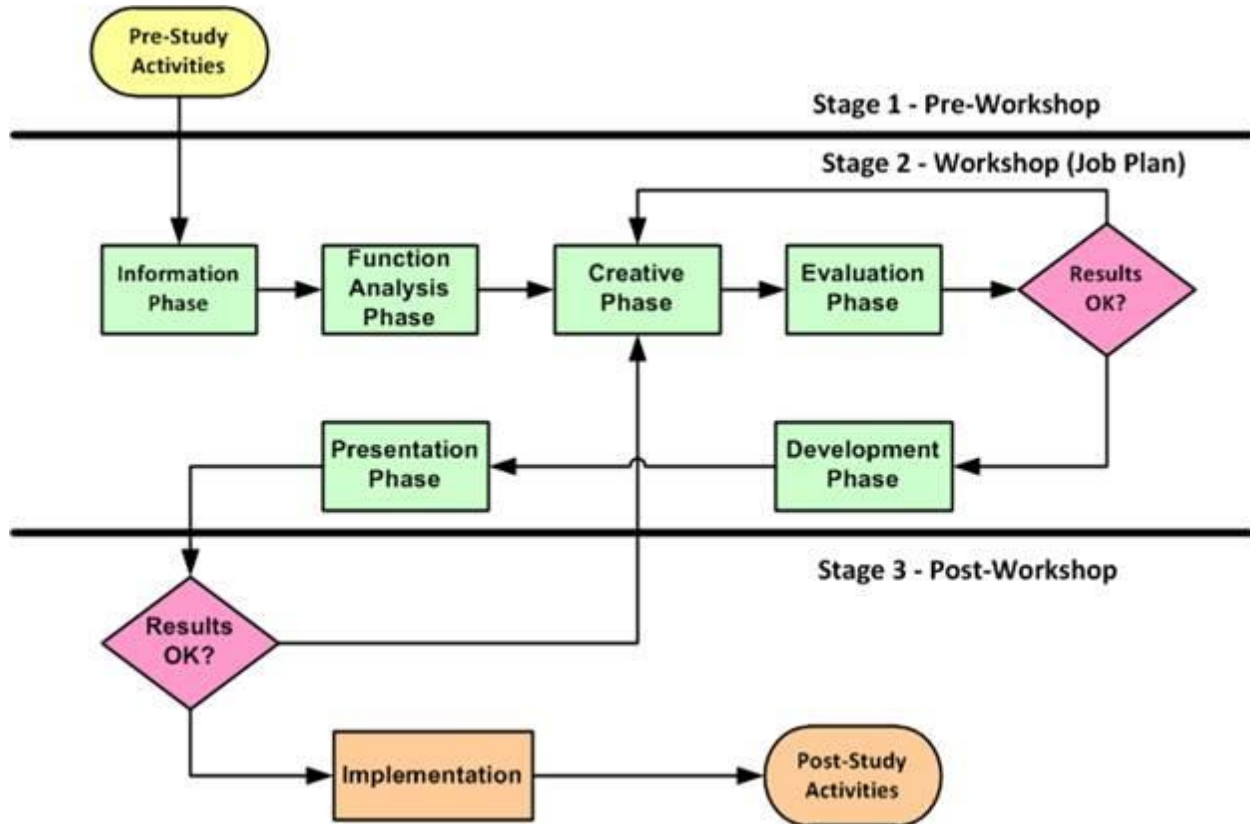 Pre-Study
Activities
Stage 1 - Pre-Workshop
Stage 2 - Workshop (Job Plan)
Information
Phase
Function
Analysis
Phase
Creative
Phase
Evaluation
Phase
Results
OK?
Presentation
Phase
Development
Phase
Stage 3 - Post-Workshop
Results
OK?
Implementation
Post-Study
Activities